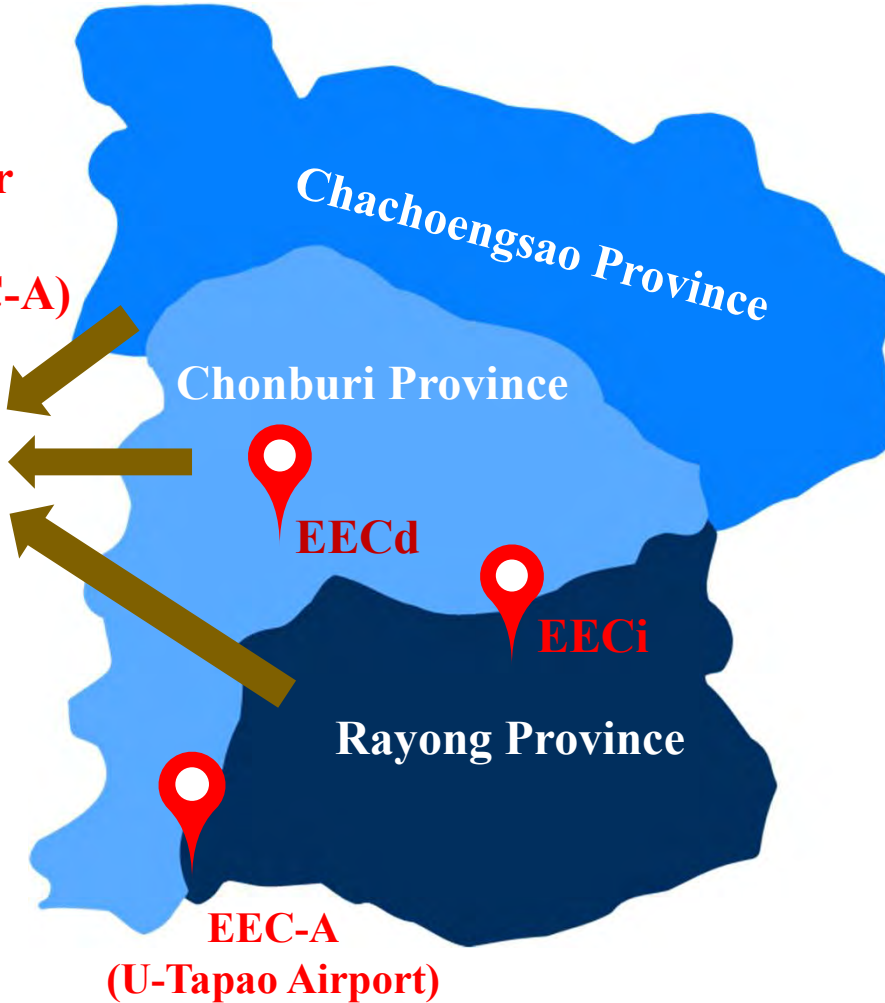 r
C-A)
Chachoengsao Province
Chonburi Province
EECd
EECi
Rayong Province
EEC-A
(U-Tapao Airport)